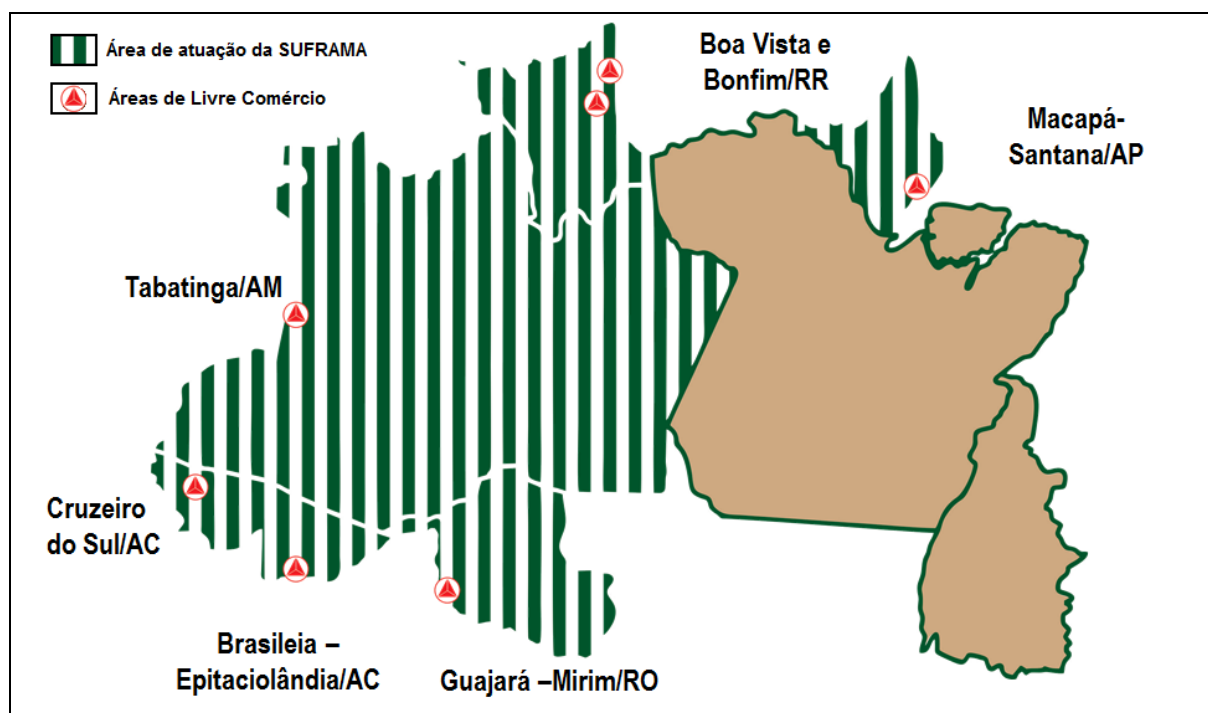 Área de atuação da SUFRAMA
Áreas de Livre Comércio
Boa Vista e
Bonfim/RR
Macapá-
Santana/AP
Tabatinga/AM
Cruzeiro
do Sul/AC
Brasileia –
Epitaciolândia/AC
Guajará –Mirim/RO